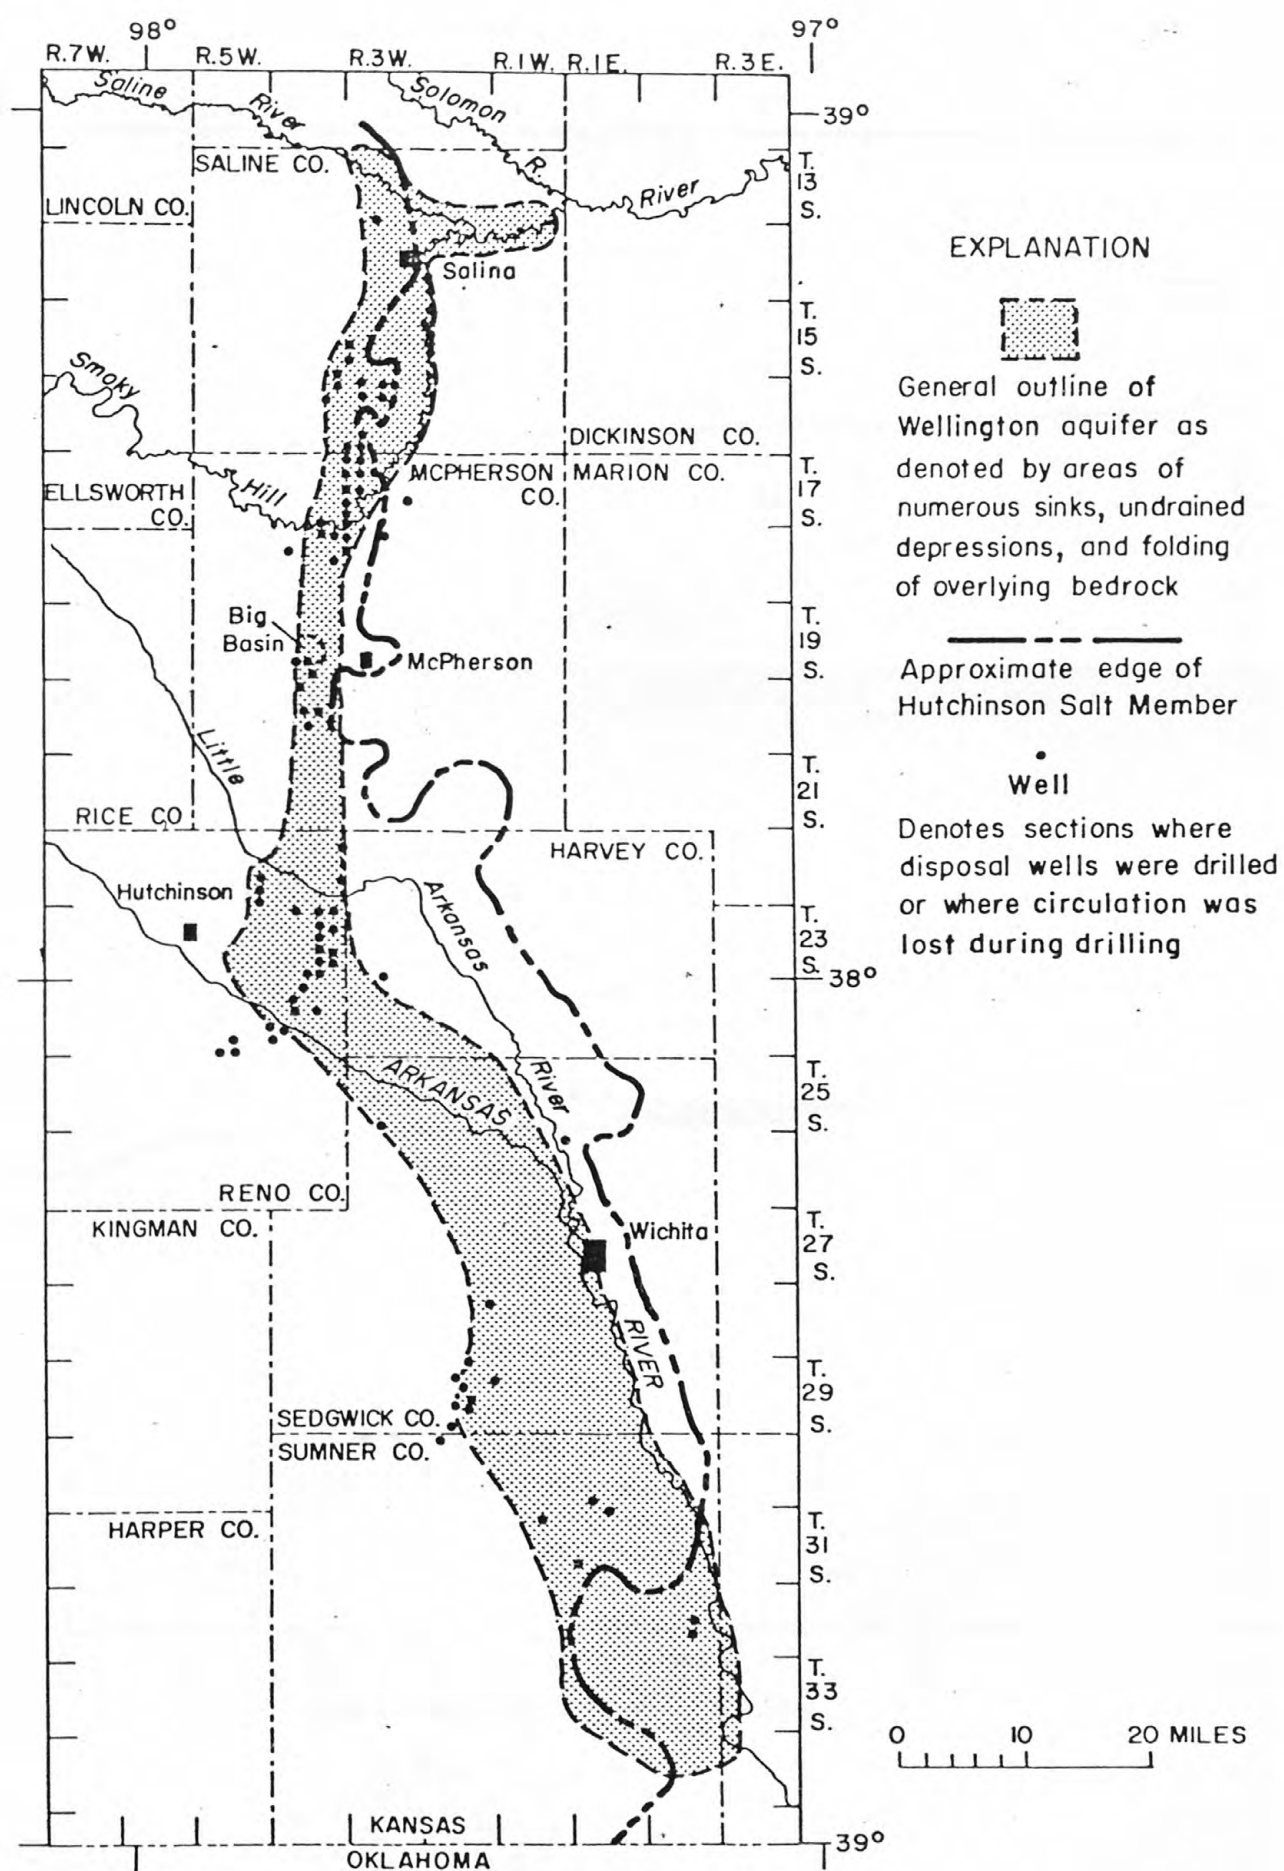 98°
97°
R.7W.
R.5W.
R.3W.
R.1W.
R.1E.
R.3E.
Saline
River
Solomon
R.
39°
T.
13
S.
SALINE CO.
River
LINCOLN CO.
Salina
T.
15
S.
Smoky
DICKINSON CO.
MCPHERSON
CO.
MARION CO.
T.
17
S.
ELLSWORTH
CO.
Hill
Big
Basin
McPherson
T.
19
S.
Little
T.
21
S.
RICE CO
HARVEY CO.
Hutchinson
Arkansas
T.
23
S.
38°
ARKANSAS
River
T.
25
S.
RENO CO.
KINGMAN CO.
Wichita
T.
27
S.
RIVER
T.
29
S.
SEDGWICK CO.
SUMNER CO.
HARPER CO.
T.
31
S.
T.
33
S.
KANSAS
OKLAHOMA
39°
EXPLANATION
General outline of
Wellington aquifer as
denoted by areas of
numerous sinks, undrained
depressions, and folding
of overlying bedrock
Approximate edge of
Hutchinson Salt Member
Well
Denotes sections where
disposal wells were drilled
or where circulation was
lost during drilling
0 10 20 MILES